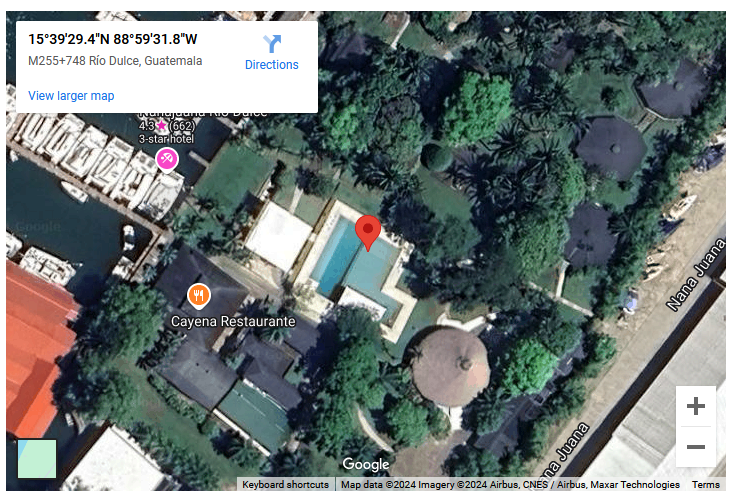 15°39'29.4"N 88°59'31.8"W
M255+748 Río Dulce, Guatemala
Directions
View larger map
Nanajuana Rio Dulce
4.3★ (662)
3-star hotel
Google
Cayena Restaurante
Nana Juana
na Juana
Google
Keyboard shortcuts
Map data ©2024 Imagery ©2024 Airbus, CNES / Airbus, Maxar Technologies
Terms